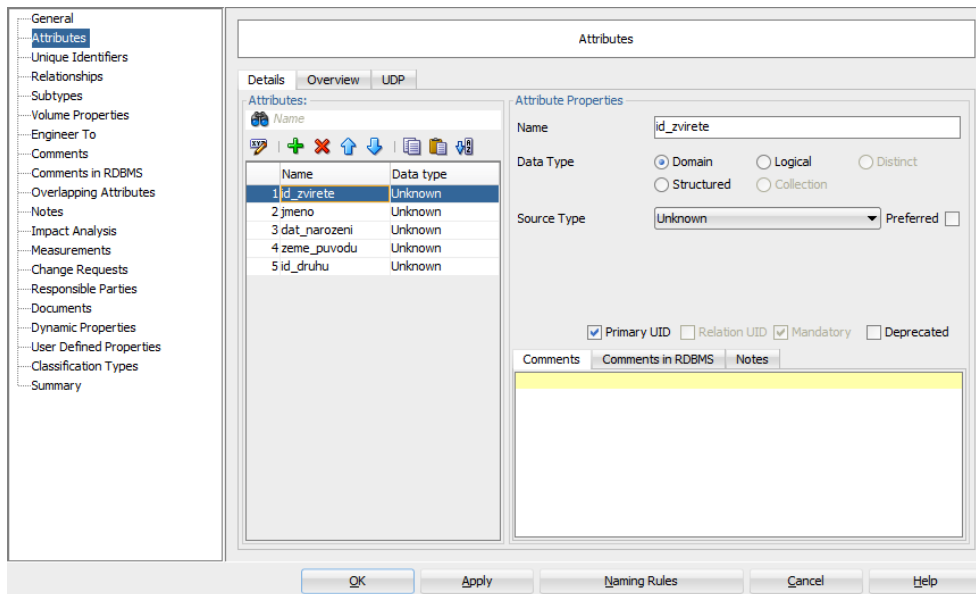 General
Attributes
Unique Identifiers
Relationships
Subtypes
Volume Properties
Engineer To
Comments
Comments in RDBMS
Overlapping Attributes
Notes
Impact Analysis
Measurements
Change Requests
Responsible Parties
Documents
Dynamic Properties
User Defined Properties
Classification Types
Summary
Attributes
Details Overview UDP
Attributes:
Name
Name Data type
1 id_zvirete Unknown
2 jmeno Unknown
3 dat_narozeni Unknown
4 zeme_puvodu Unknown
5 id_druhu Unknown
Attribute Properties
Name id_zvirete
Data Type Domain Logical Distinct
Structured Collection
Source Type Unknown Preferred
Primary UID Relation UID Mandatory Deprecated
Comments Comments in RDBMS Notes
OK Apply Naming Rules Cancel Help